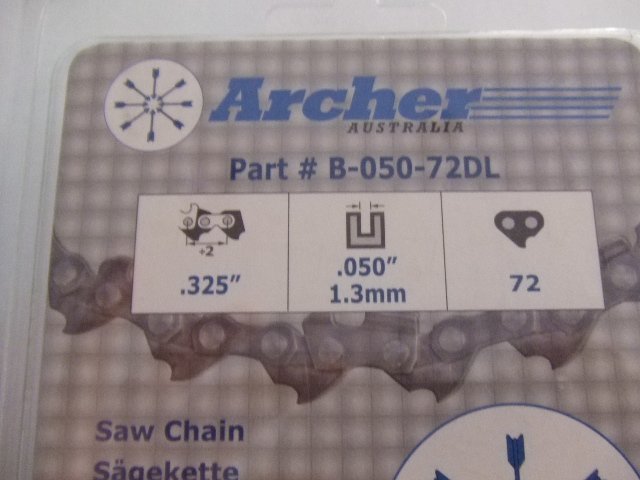 Archer
AUSTRALIA
Part # B-050-72DL
÷2
.325”
.050”
1.3mm
72
Saw Chain
Sägekette